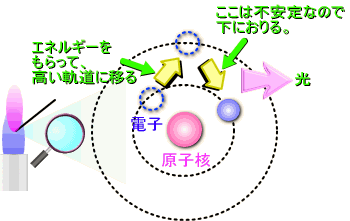 ここは不安定なので
下におりる。
エネルギーを
もらって、
高い軌道に移る
光
電子
原子核